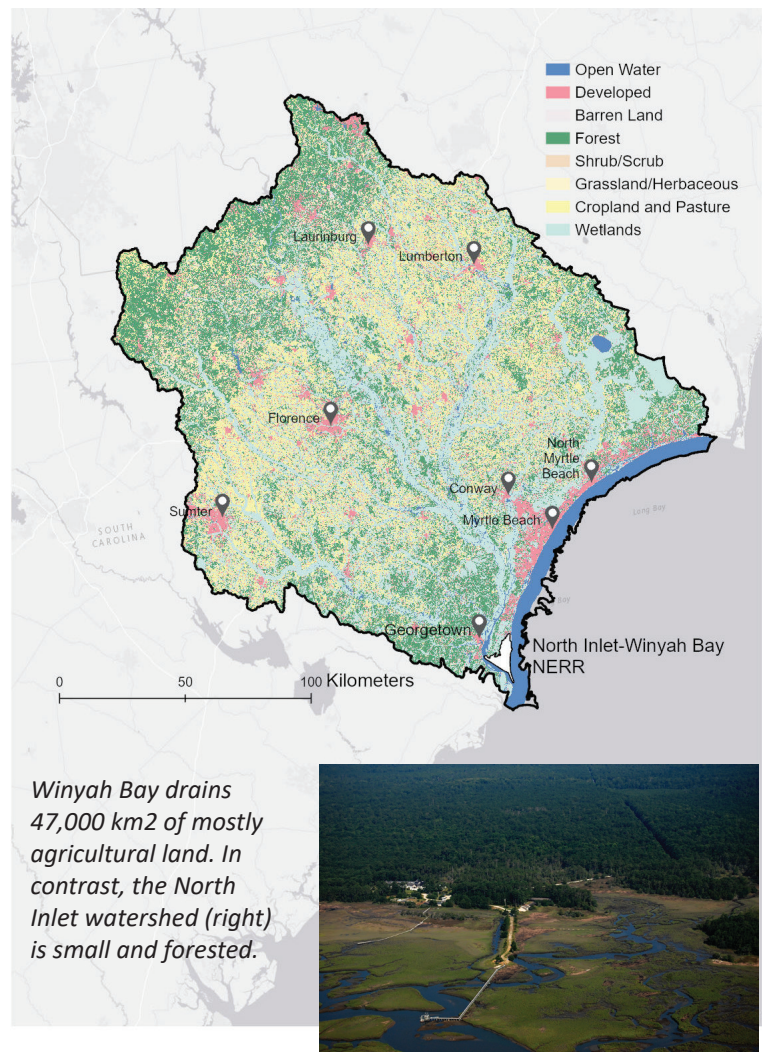 Open Water
Developed
Barren Land
Forest
Shrub/Scrub
Grassland/Herbaceous
Cropland and Pasture
Wetlands
Laurinburg
Lumberton
Florence
North
Myrtle
Beach
Conway
Sumter
Myrtle Beach
Long Bay
SOUTH
CAROLINA
Bay
Georgetown
North Inlet-Winyah Bay
NERR
0 50 100 Kilometers
Winyah Bay drains
47,000 km2 of mostly
agricultural land. In
contrast, the North
Inlet watershed (right)
is small and forested.